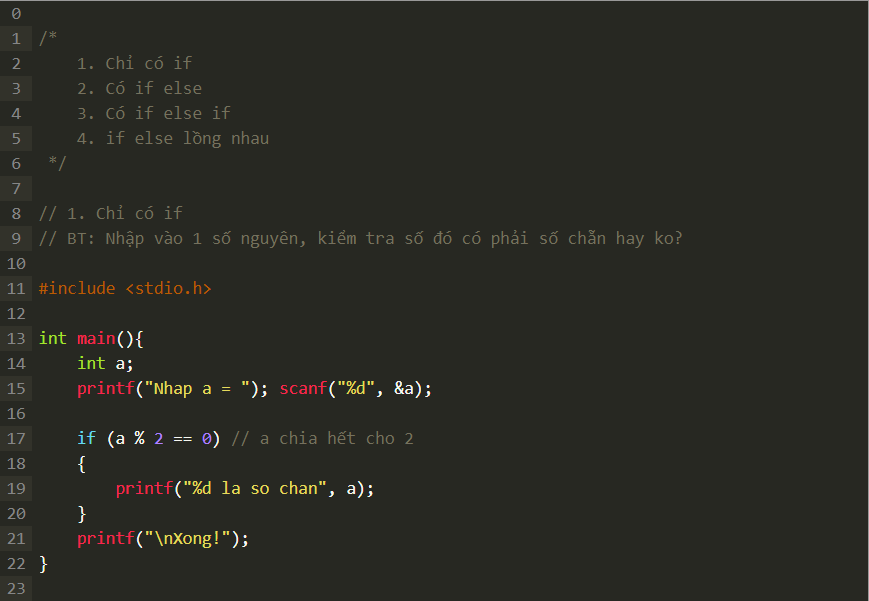 0
1 /*
2     1. Chỉ có if
3     2. Có if else
4     3. Có if else if
5     4. if else lồng nhau
6  */
7
8 // 1. Chỉ có if
9 // BT: Nhập vào 1 số nguyên, kiểm tra số đó có phải số chẵn hay ko?
10
11 #include <stdio.h>
12
13 int main(){
14     int a;
15     printf("Nhap a = "); scanf("%d", &a);
16
17     if (a % 2 == 0) // a chia hết cho 2
18     {
19         printf("%d la so chan", a);
20     }
21     printf("\nXong!");
22 }
23